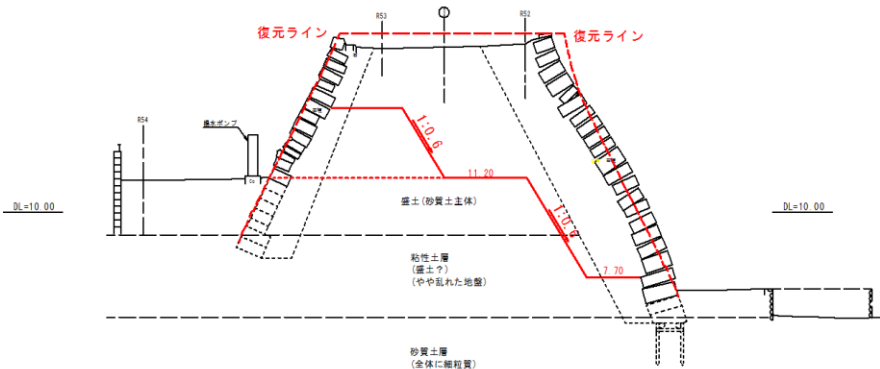 R53
R52
復元ライン
復元ライン
R54
揚水ポンプ
1:0.6
Co
11.20
盛土(砂質土主体)
DL=10.00
DL=10.00
1:0.6
粘性土層
(盛土？)
(やや乱れた地盤)
7.70
砂質土層
(全体に細粒質)